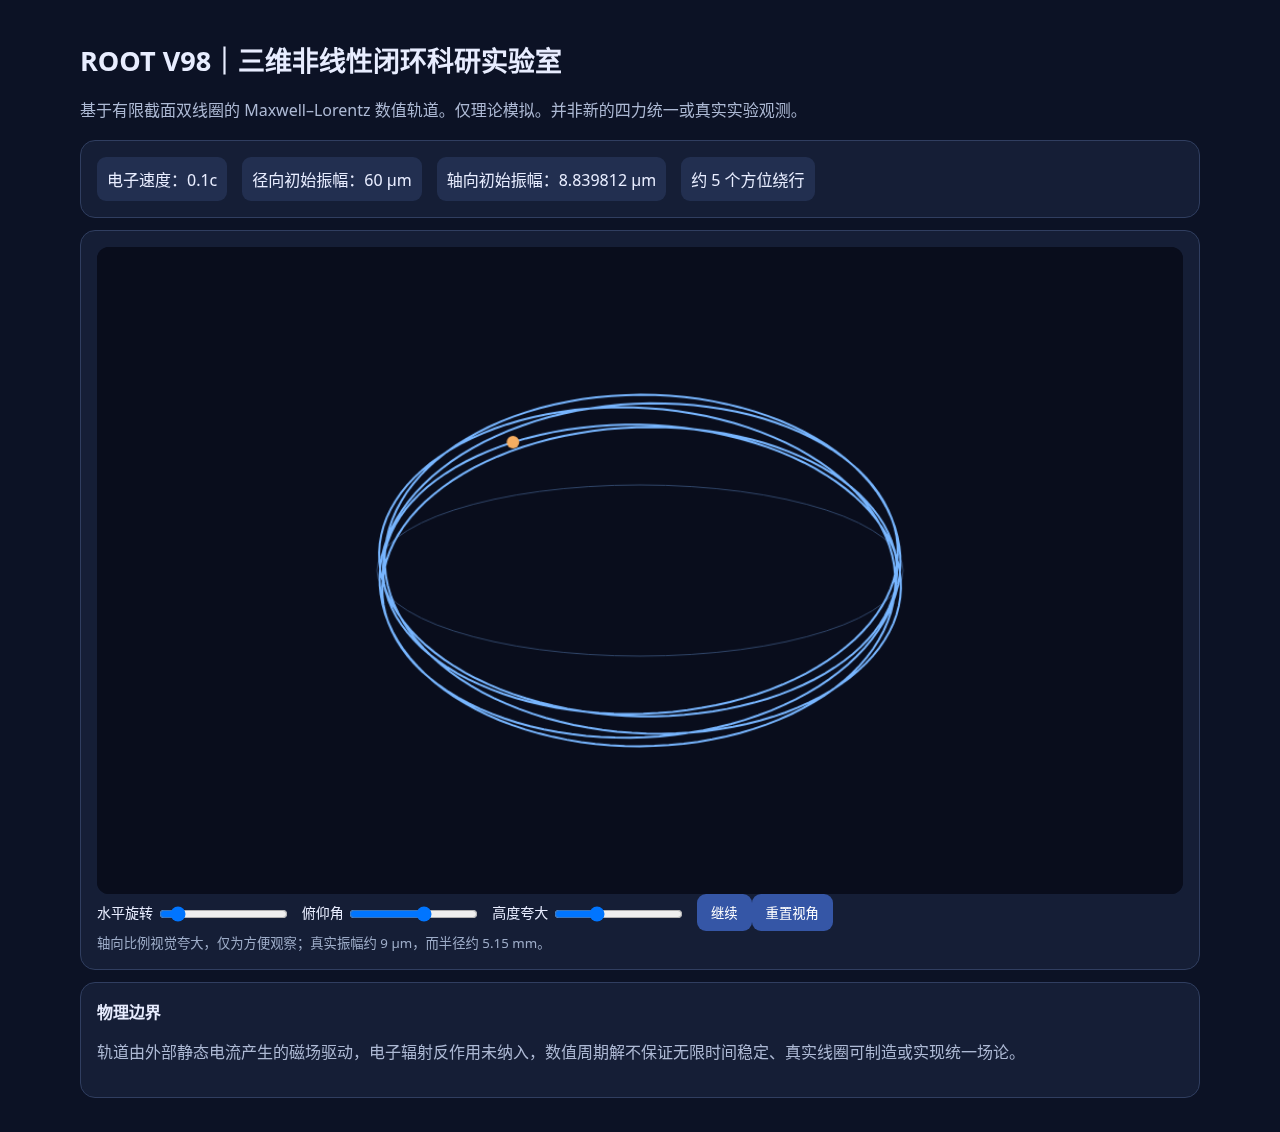 ROOT V98｜三维非线性闭环科研实验室
基于有限截面双线圈的 Maxwell–Lorentz 数值轨道。仅理论模拟。并非新的四力统一或真实实验观测。
电子速度：0.1c 径向初始振幅：60 μm 轴向初始振幅：8.839812 μm 约 5 个方位绕行
水平旋转 俯仰角 高度夸大 继续 重置视角
轴向比例视觉夸大，仅为方便观察；真实振幅约 9 μm，而半径约 5.15 mm。
物理边界
轨道由外部静态电流产生的磁场驱动，电子辐射反作用未纳入，数值周期解不保证无限时间稳定、真实线圈可制造或实现统一场论。